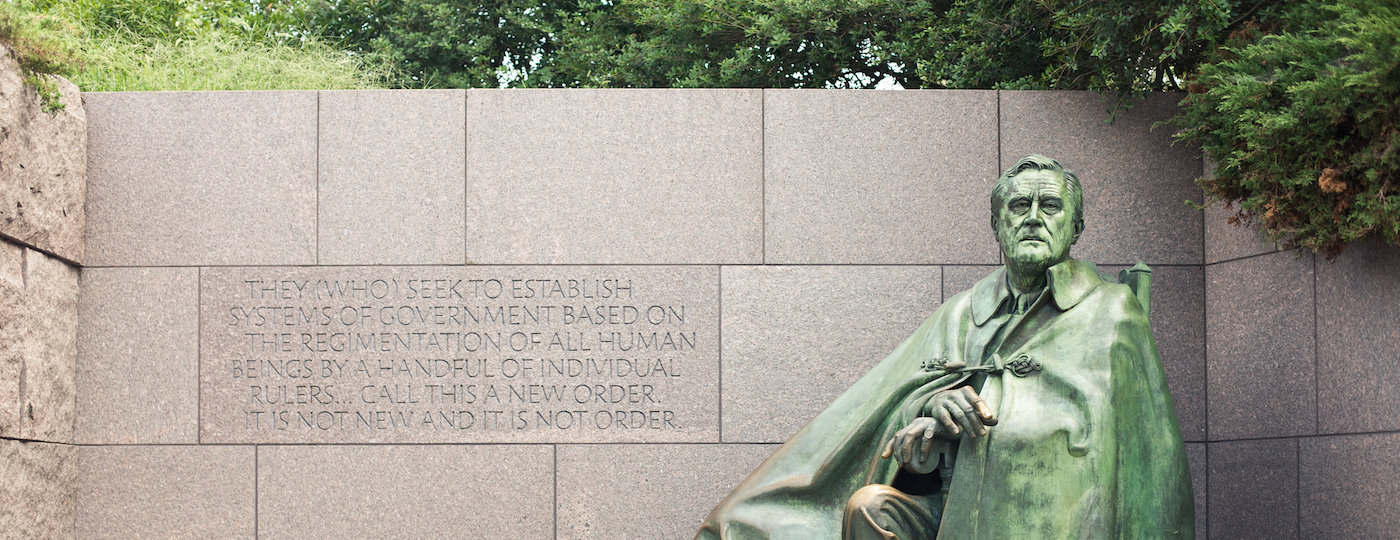 THEY (WHO) SEEK TO ESTABLISH
SYSTEMS OF GOVERNMENT BASED ON
THE REGIMENTATION OF ALL HUMAN
BEINGS BY A HANDFUL OF INDIVIDUAL
RULERS... CALL THIS A NEW ORDER.
IT IS NOT NEW AND IT IS NOT ORDER.